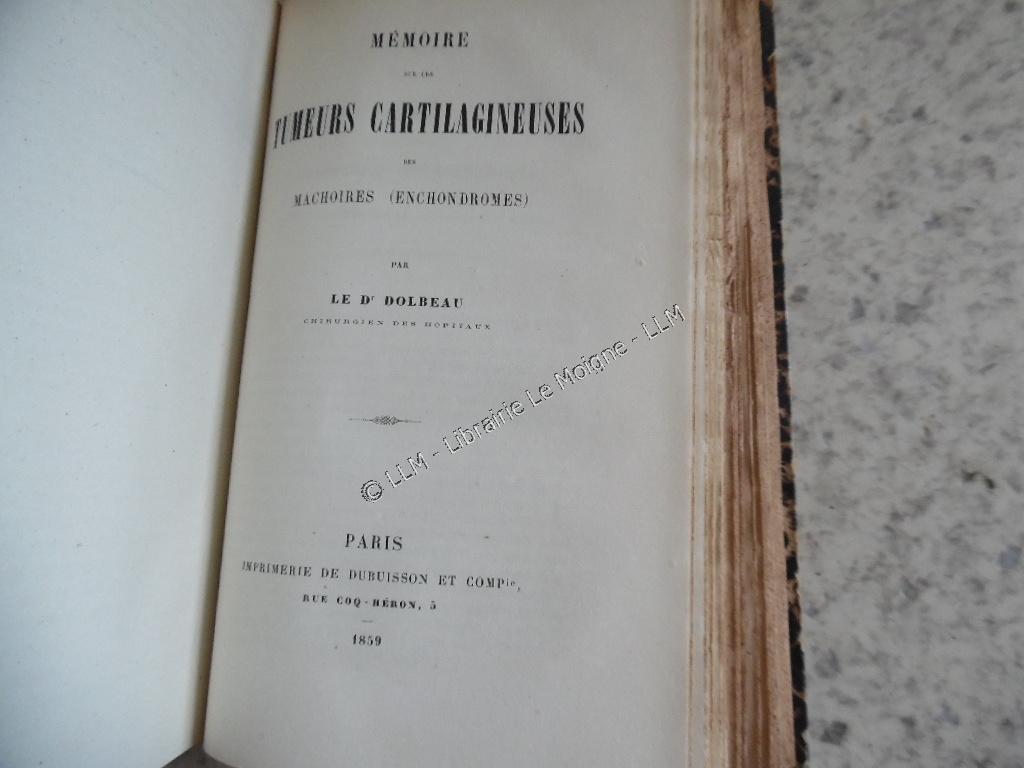 MÉMOIRE
SUR LES
TUMEURS CARTILAGINEUSES
DES
MACHOIRES (ENCHONDROMES)
PAR
LE Dr DOLBEAU
CHIRURGIEN DES HOPITAUX
© LLM - Librairie Le Moigne - LLM
PARIS
IMPRIMERIE DE DUBUISSON ET COMPie,
RUE COQ-HÉRON, 5
1859